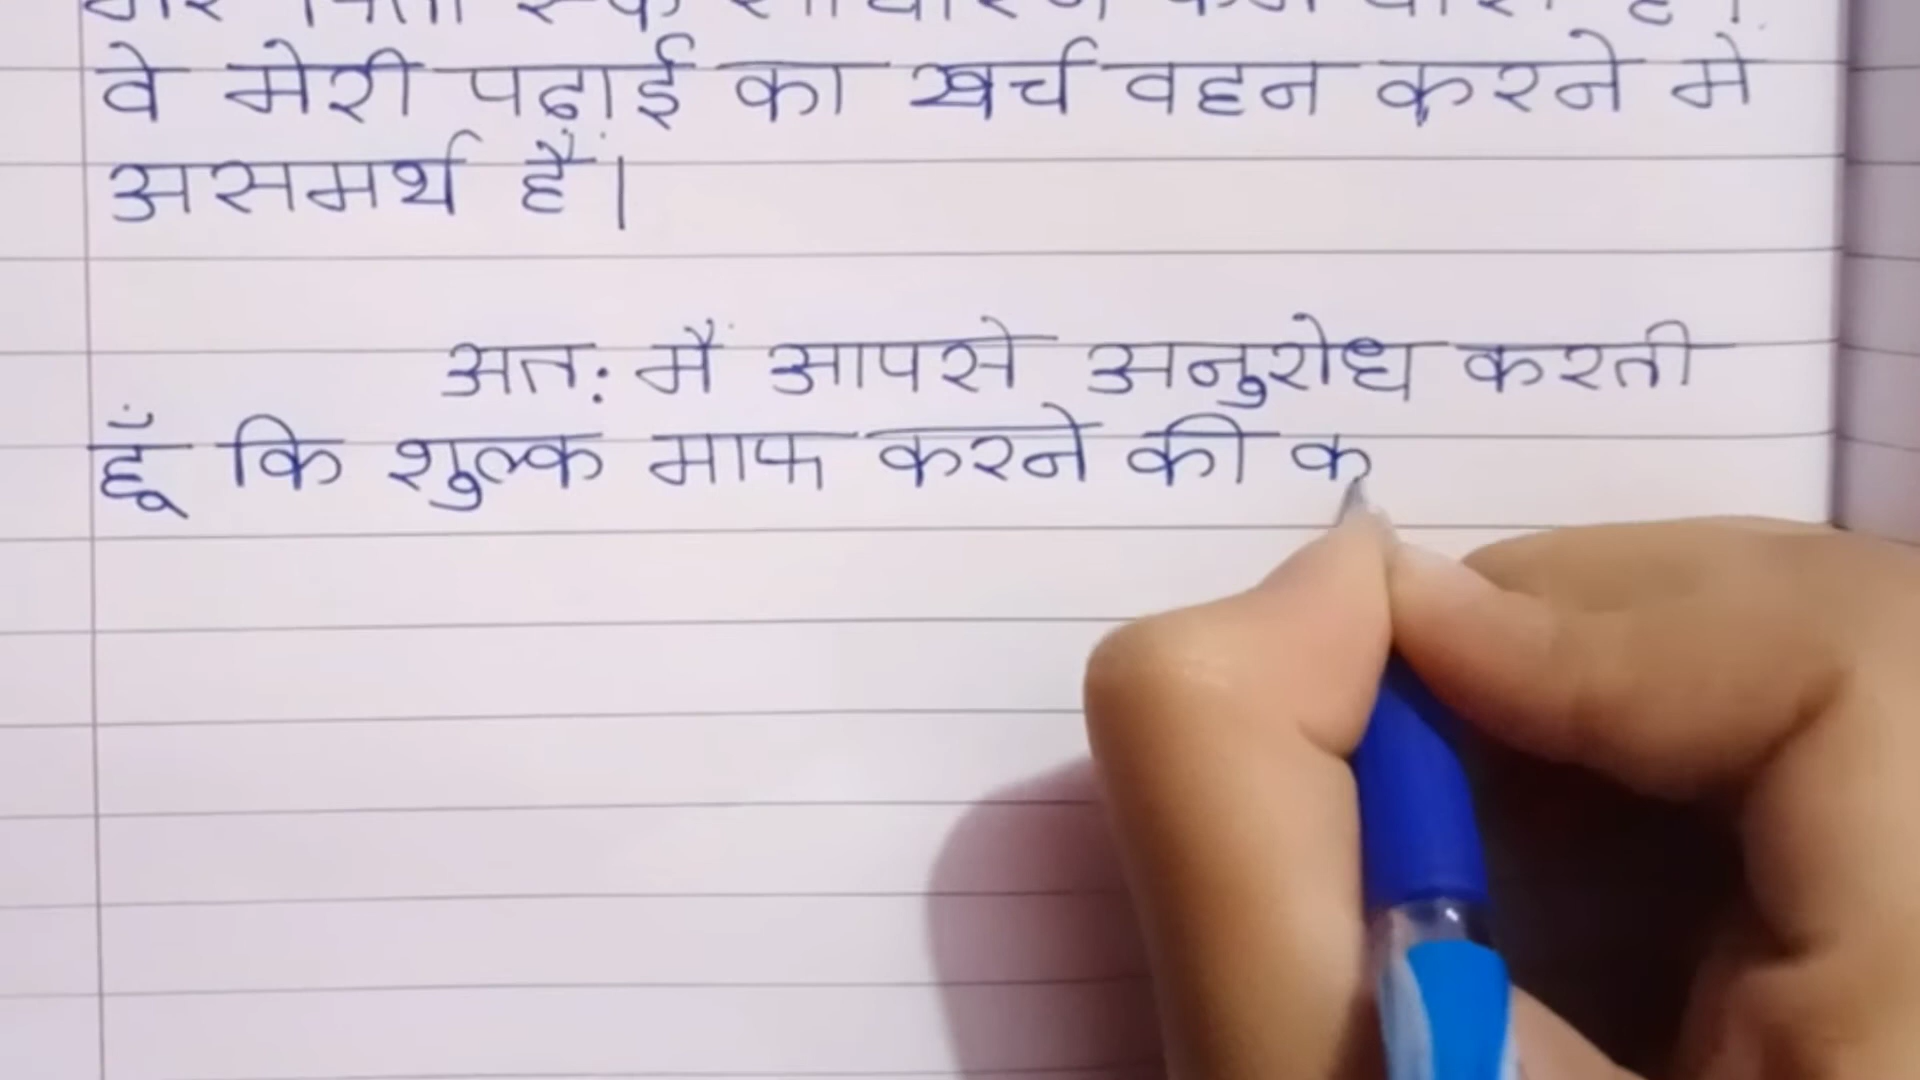 वे मेरी पढ़ाई का खर्च वहन करने में
असमर्थ हैं।
अतः मैं आपसे अनुरोध करती
हूँ कि शुल्क माफ करने की क